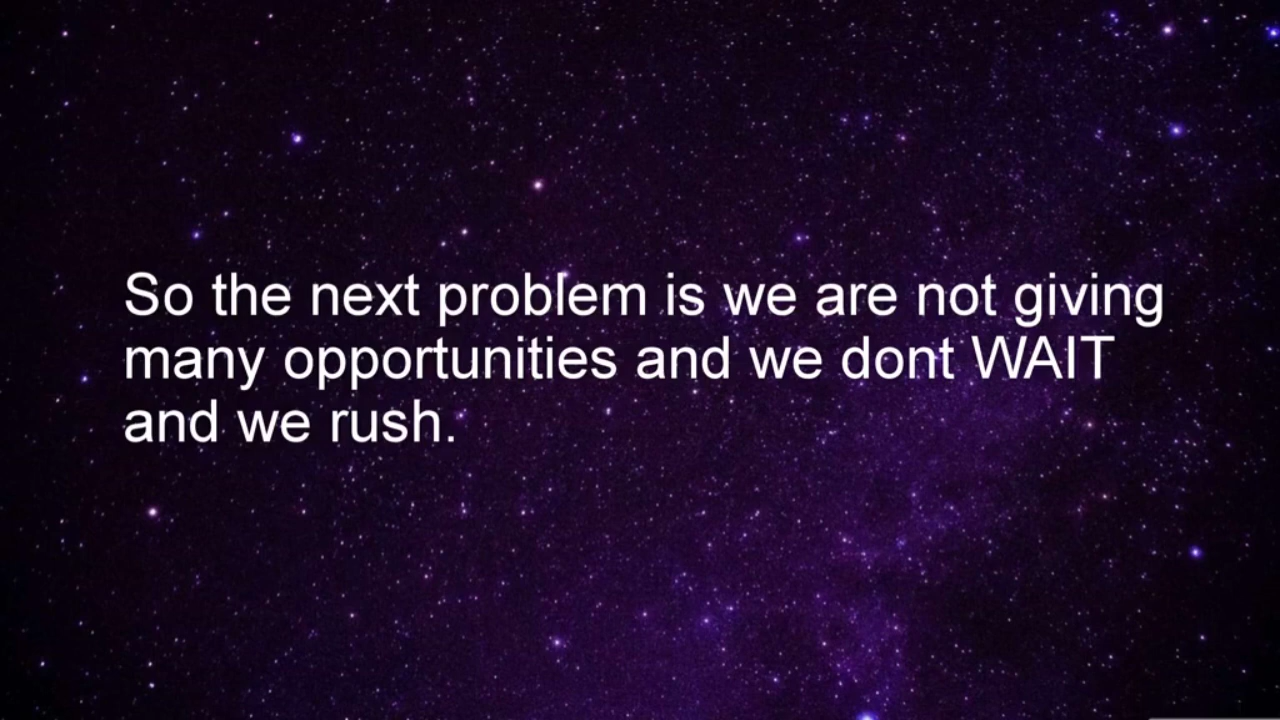 So the next problem is we are not giving
many opportunities and we dont WAIT
and we rush.